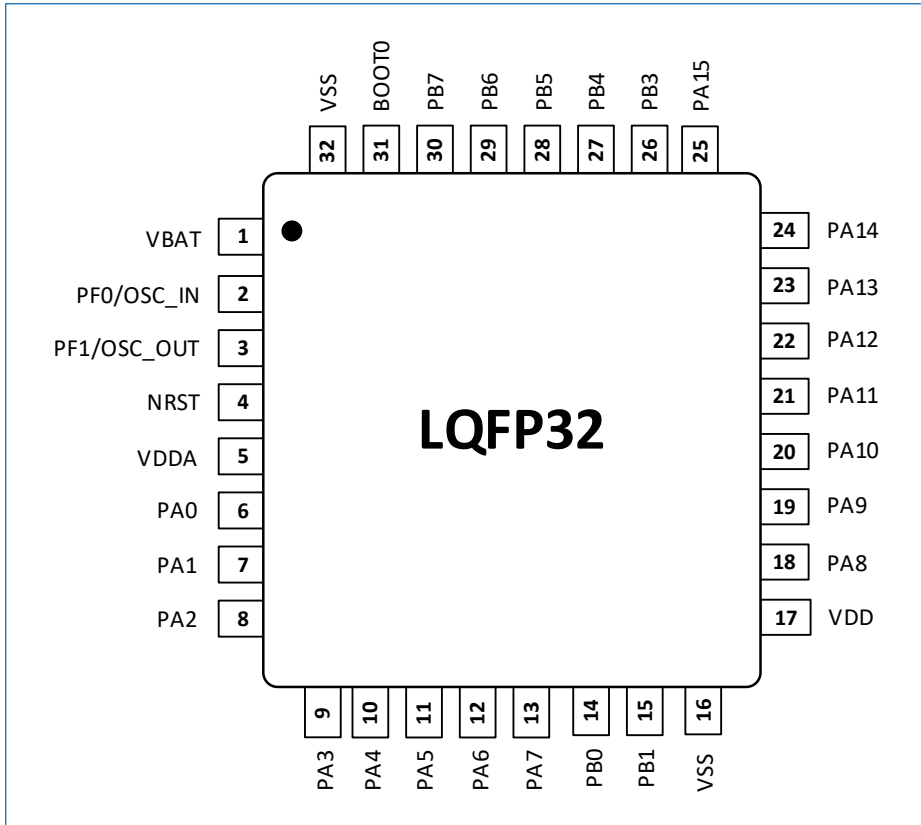 VSS
BOOT0
PB7
PB6
PB5
PB4
PB3
PA15
32
31
30
29
28
27
26
25
VBAT 1
PF0/OSC_IN 2
PF1/OSC_OUT 3
NRST 4
VDDA 5
PA0 6
PA1 7
PA2 8
LQFP32
24 PA14
23 PA13
22 PA12
21 PA11
20 PA10
19 PA9
18 PA8
17 VDD
9
10
11
12
13
14
15
16
PA3
PA4
PA5
PA6
PA7
PB0
PB1
VSS